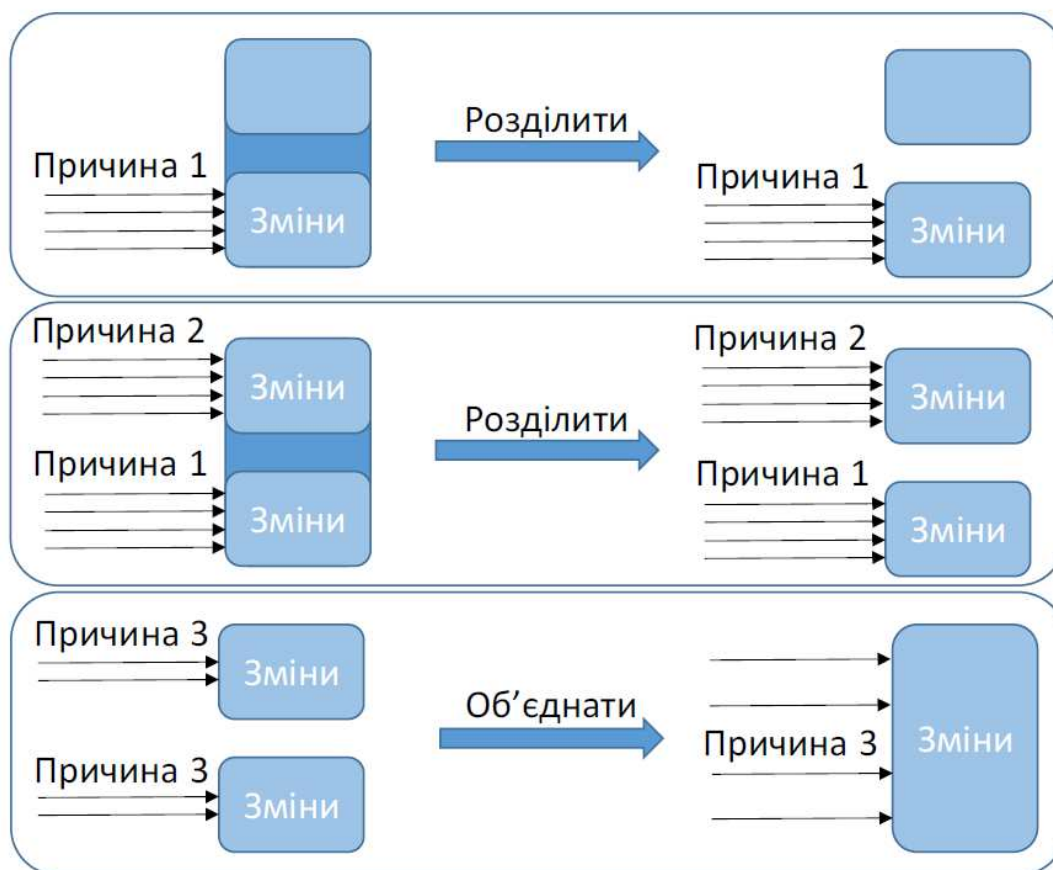 Розділити
Причина 1
Зміни
Причина 1
Зміни
Причина 2
Зміни
Причина 1
Зміни
Розділити
Причина 2
Зміни
Причина 1
Зміни
Причина 3
Зміни
Причина 3
Зміни
Об’єднати
Причина 3
Зміни